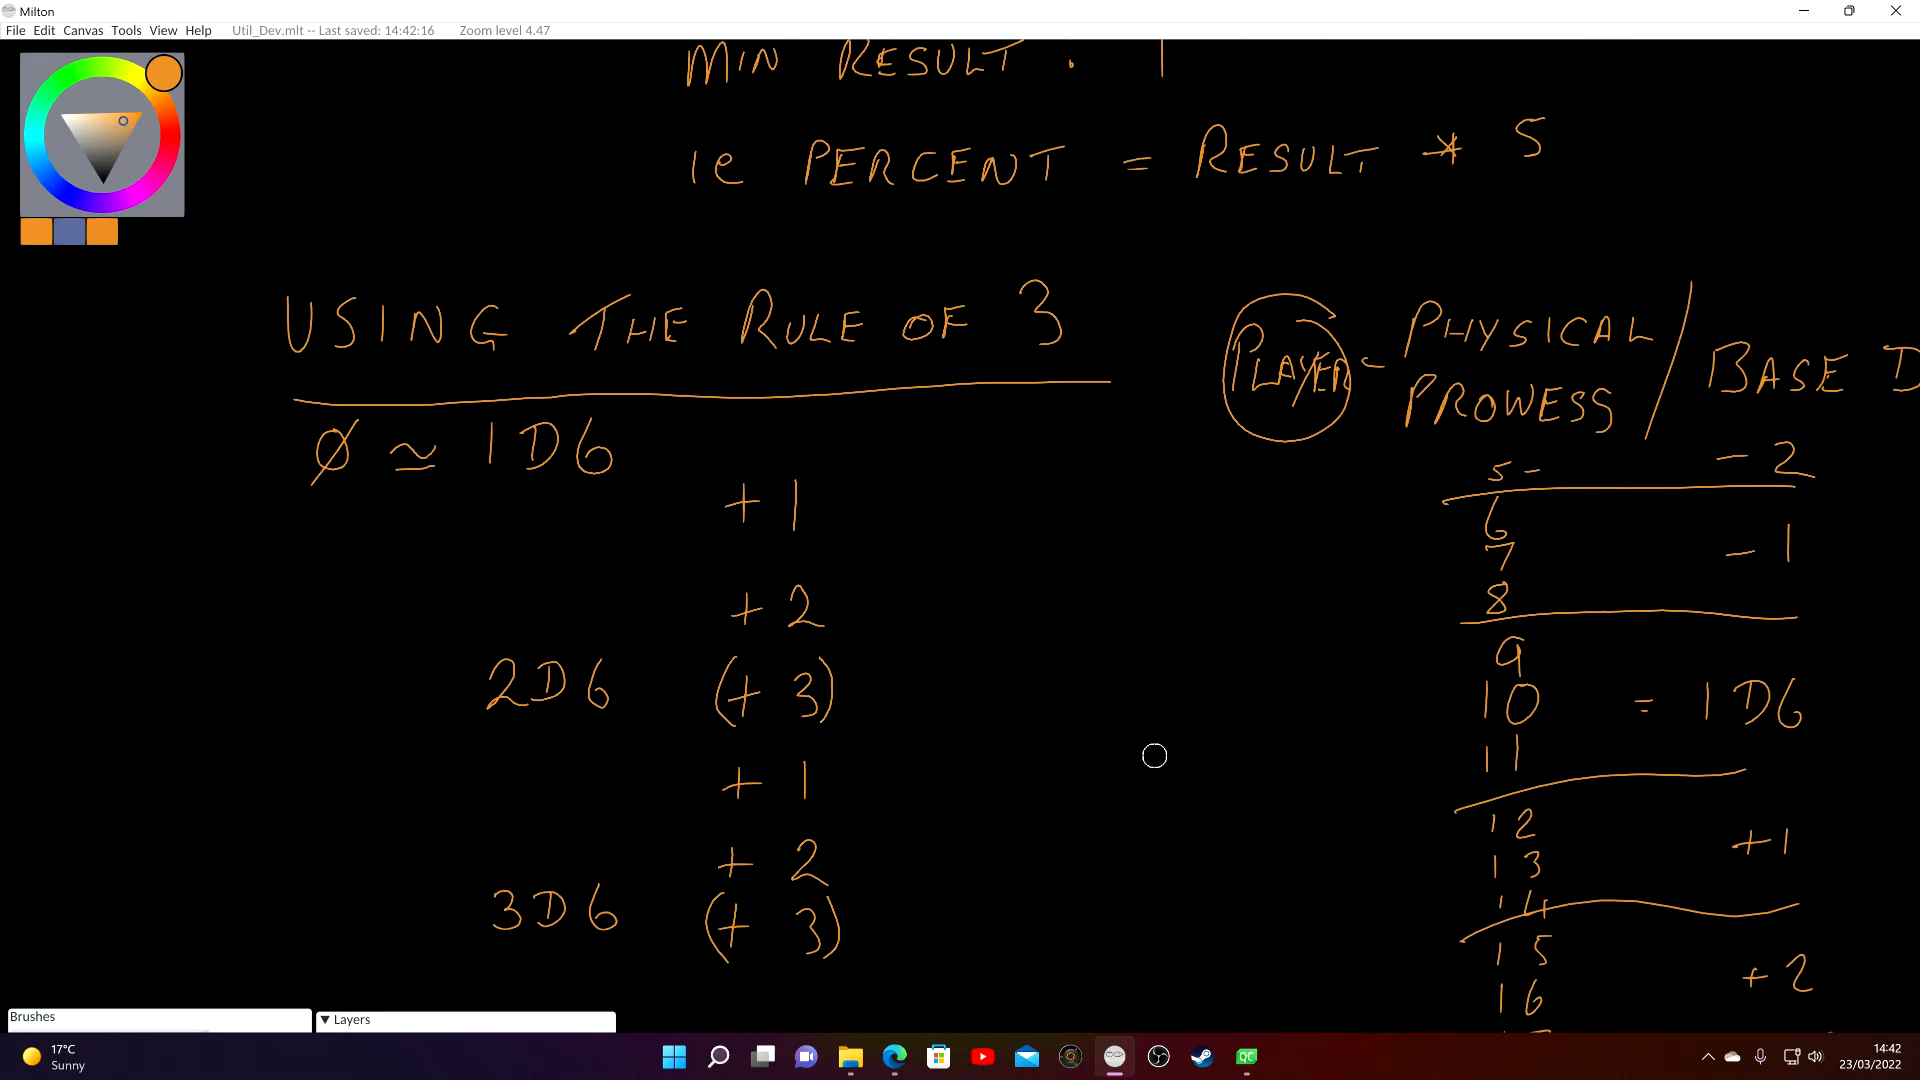 Milton
File Edit Canvas Tools View Help Util_Dev.mlt -- Last saved: 14:42:16 Zoom level 4.47
MIN RESULT . 1
ie PERCENT = RESULT * 5
USING THE RULE OF 3
Ø ≃ 1D6
+ 1
+ 2
2D6 (+ 3)
+ 1
+ 2
3D6 (+ 3)
PLAYER - PHYSICAL PROWESS / BASE D
5- - 2
6
7 - 1
8
9
10 = 1D6
11
12
13 +1
14
15
16 + 2
Brushes
▼ Layers
17°C
Sunny
QC
14:42
23/03/2022